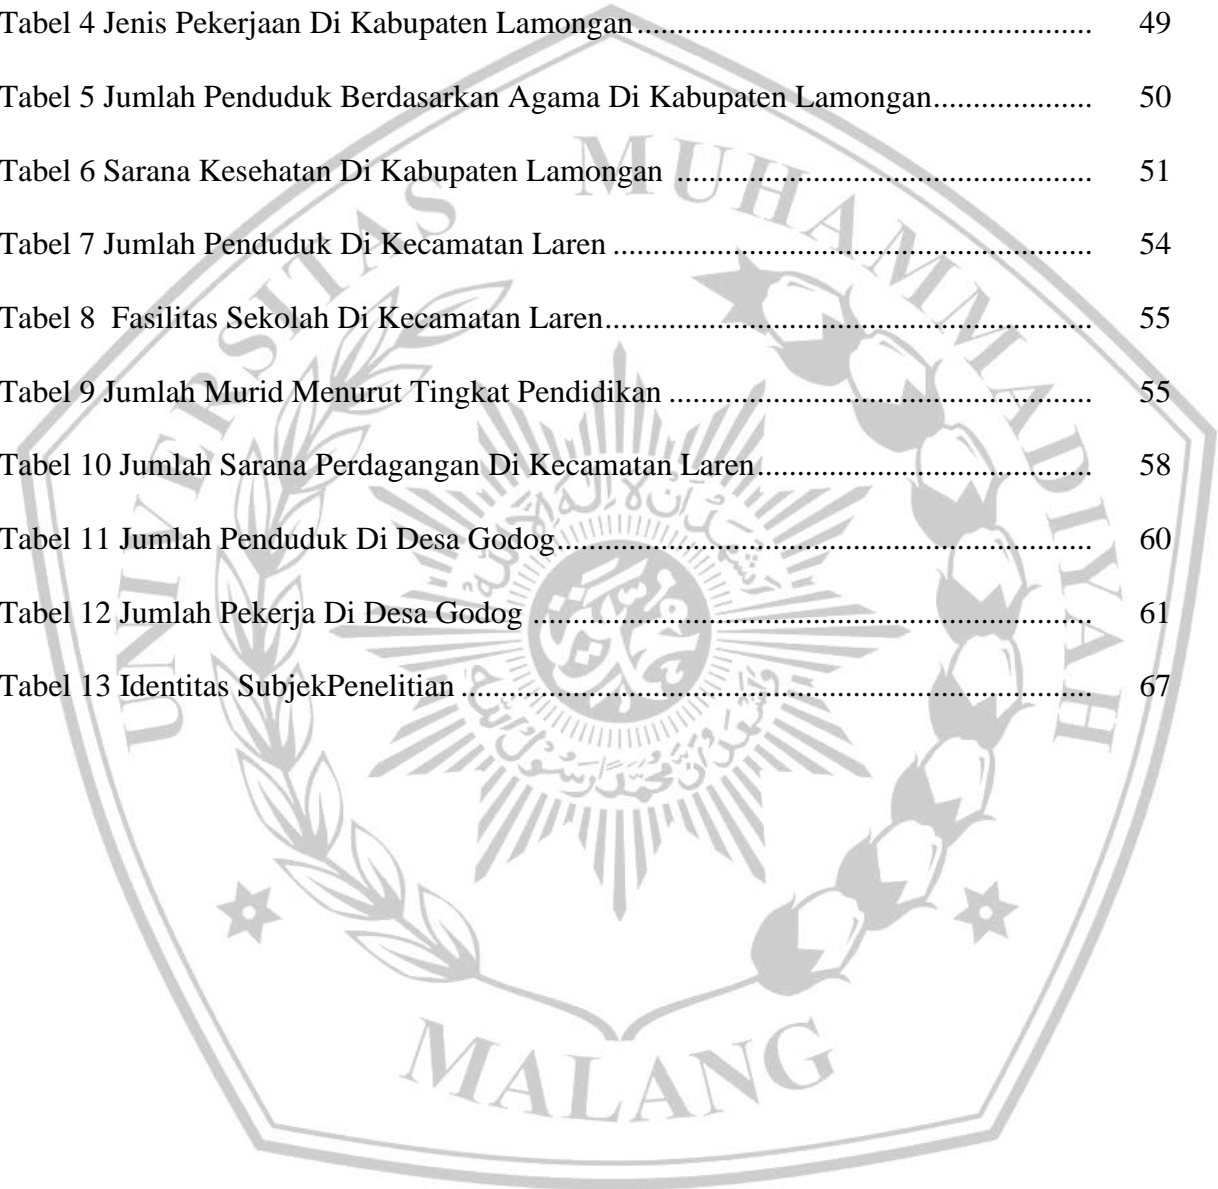 Tabel 4 Jenis Pekerjaan Di Kabupaten Lamongan ........................................................ 49
Tabel 5 Jumlah Penduduk Berdasarkan Agama Di Kabupaten Lamongan.................... 50
Tabel 6 Sarana Kesehatan Di Kabupaten Lamongan .................................................... 51
Tabel 7 Jumlah Penduduk Di Kecamatan Laren ............................................................ 54
Tabel 8  Fasilitas Sekolah Di Kecamatan Laren............................................................. 55
Tabel 9 Jumlah Murid Menurut Tingkat Pendidikan ..................................................... 55
Tabel 10 Jumlah Sarana Perdagangan Di Kecamatan Laren.......................................... 58
Tabel 11 Jumlah Penduduk Di Desa Godog................................................................... 60
Tabel 12 Jumlah Pekerja Di Desa Godog ...................................................................... 61
Tabel 13 Identitas SubjekPenelitian ............................................................................... 67
UNIVERSITAS MUHAMMADIYAH
MALANG